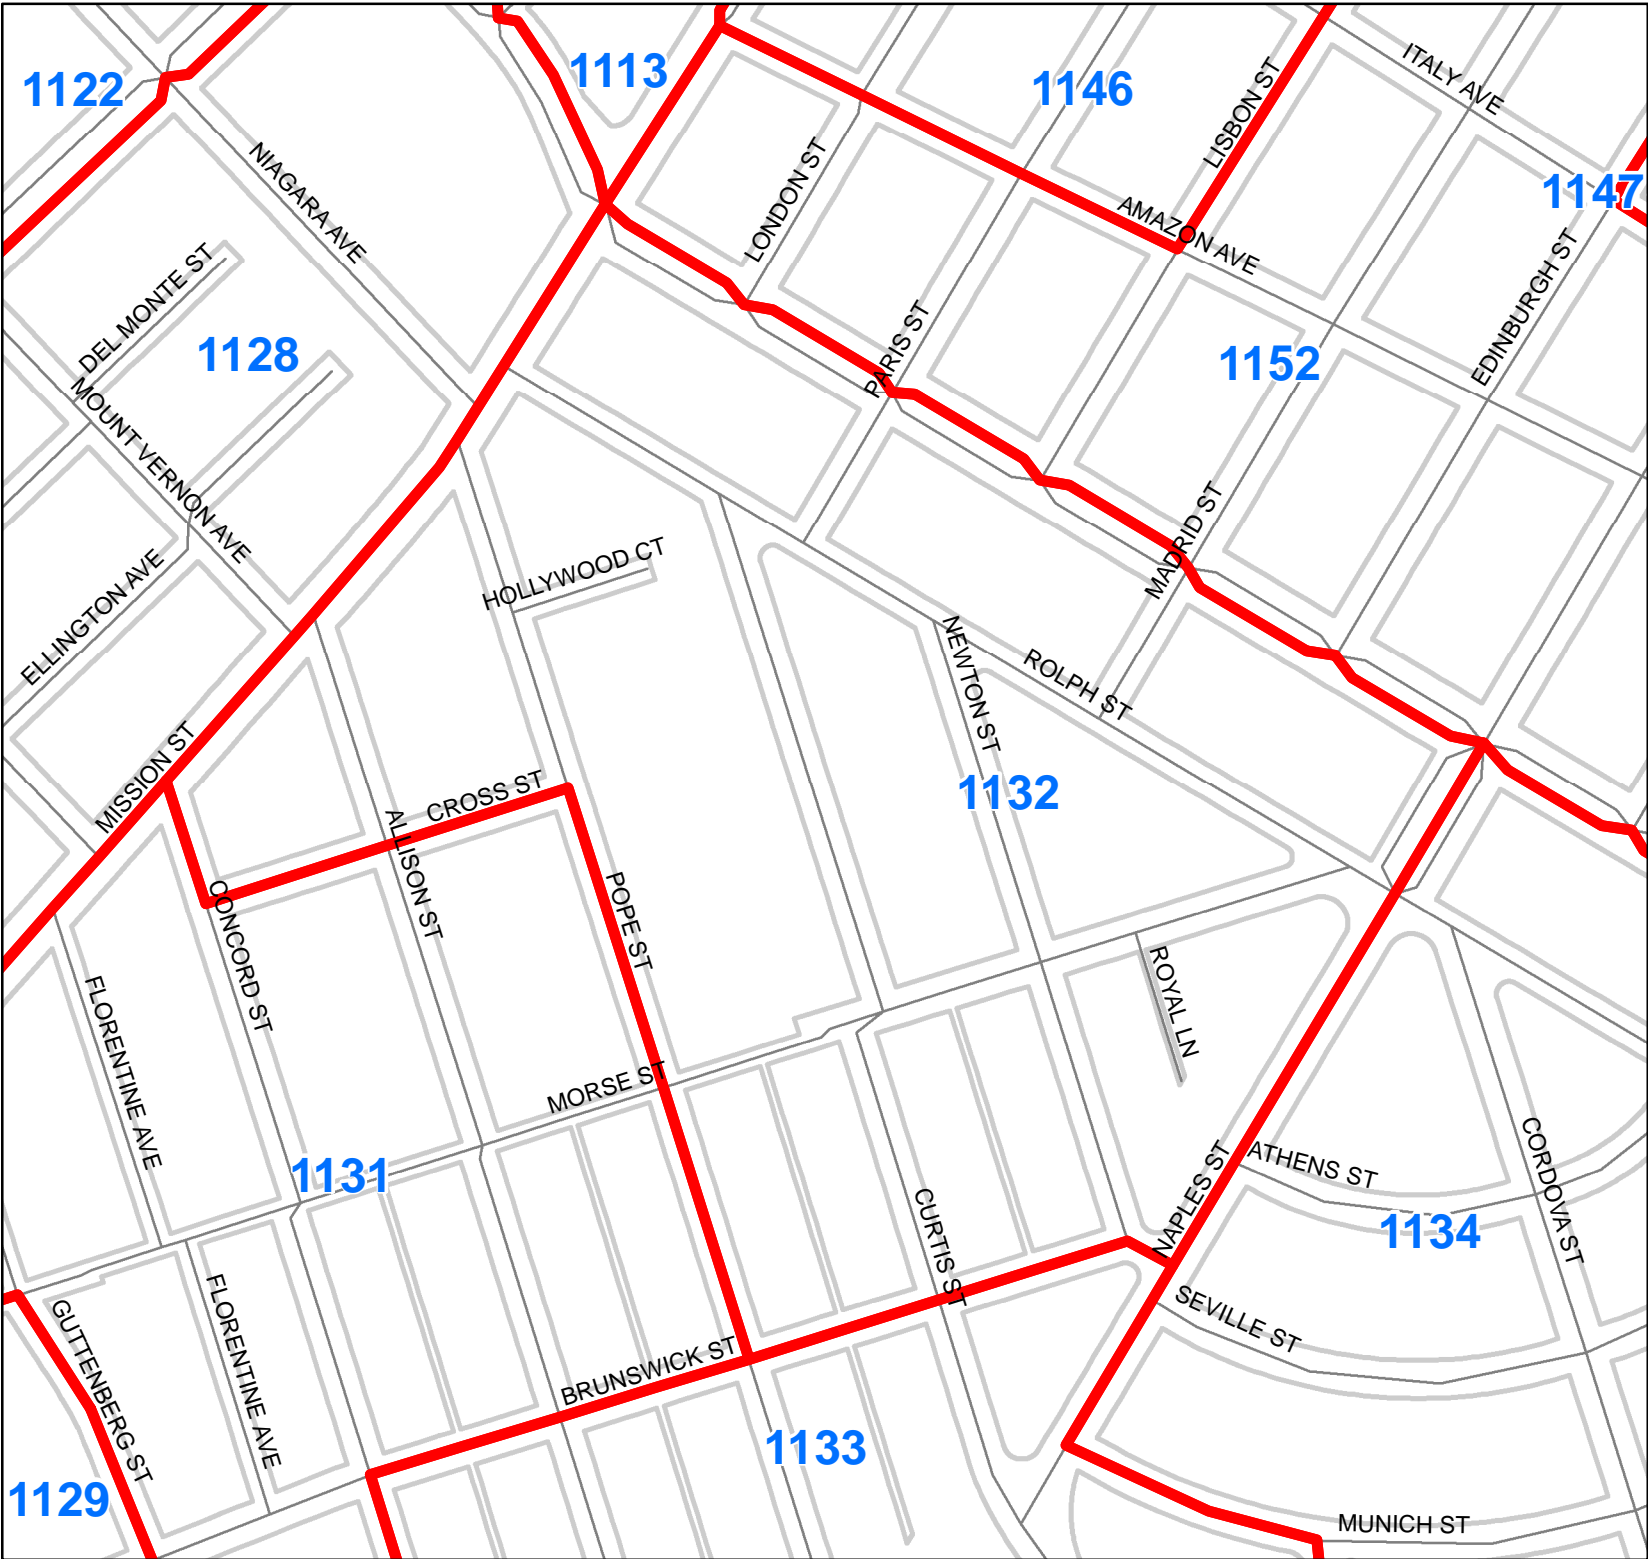 1113
1122
1146
ITALY AVE
LISBON ST
NIAGARA AVE
LONDON ST
1147
AMAZON AVE
DEL MONTE ST
EDINBURGH ST
1128
PARIS ST
1152
MOUNT VERNON AVE
MADRID ST
HOLLYWOOD CT
ELLINGTON AVE
NEWTON ST
ROLPH ST
MISSION ST
CROSS ST
1132
ALLISON ST
POPE ST
CONCORD ST
ROYAL LN
FLORENTINE AVE
MORSE ST
1131
NAPLES ST
ATHENS ST
CORDOVA ST
CURTIS ST
1134
SEVILLE ST
GUTTENBERG ST
FLORENTINE AVE
BRUNSWICK ST
1133
1129
MUNICH ST